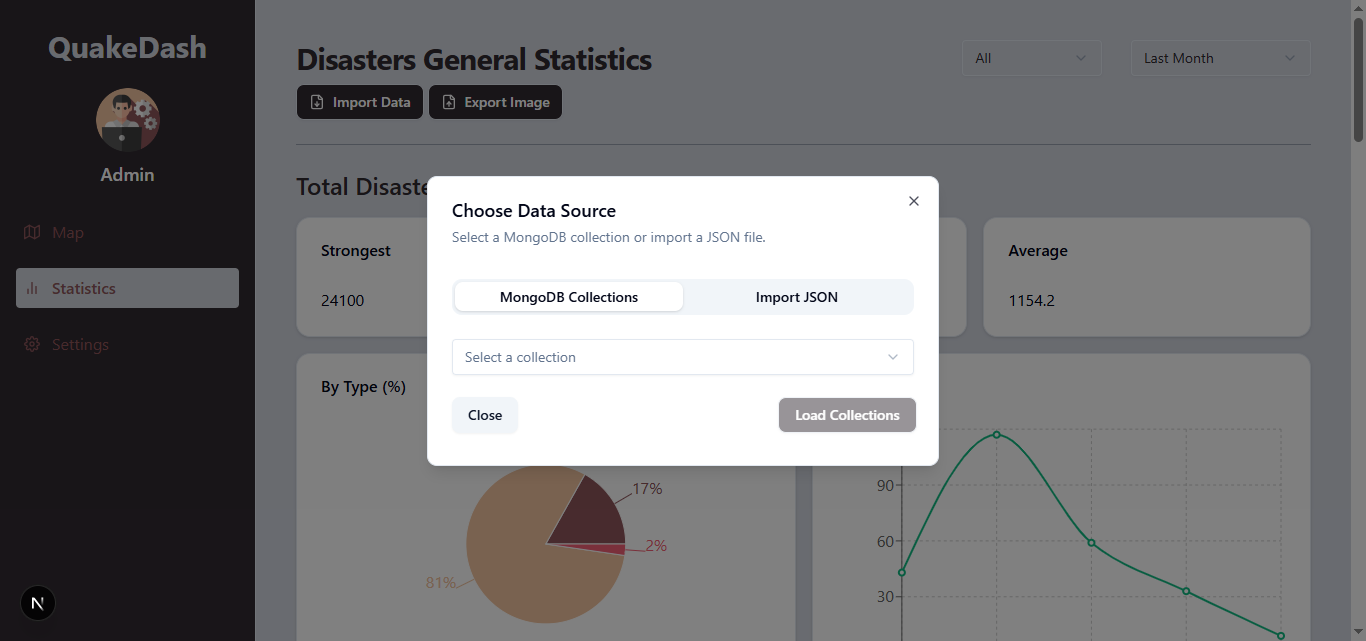 QuakeDash
Admin
Map
Statistics
Settings
N
Disasters General Statistics
All
Last Month
Import Data
Export Image
Total Disaste
Strongest
24100
Average
1154.2
By Type (%)
17%
2%
81%
90
60
30
Choose Data Source
Select a MongoDB collection or import a JSON file.
MongoDB Collections
Import JSON
Select a collection
Close
Load Collections